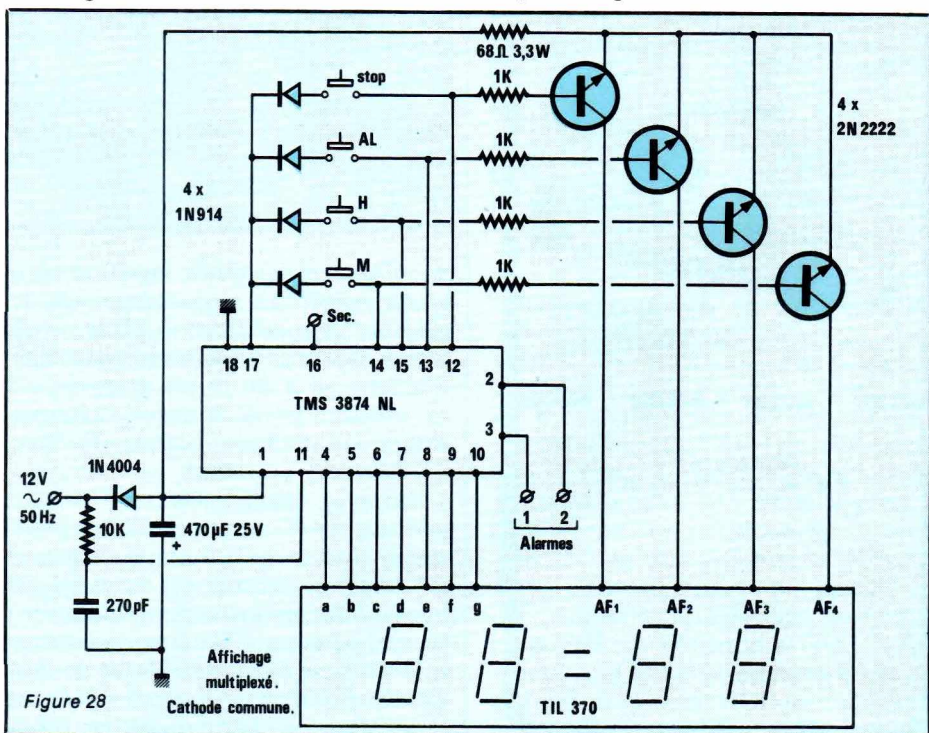 68Ω 3,3W
stop
1K
4 x
2N 2222
AL
1K
4 x
1N914
H
1K
M
1K
Sec.
18 17 16 14 15 13 12
TMS 3874 NL
2
3
1 11 4 5 6 7 8 9 10
1N4004
12V
~
50 Hz
10K
470µF 25V
+
1 2
Alarmes
270pF
a b c d e f g AF1 AF2 AF3 AF4
Affichage
multiplexé.
Cathode commune.
TIL 370
Figure 28